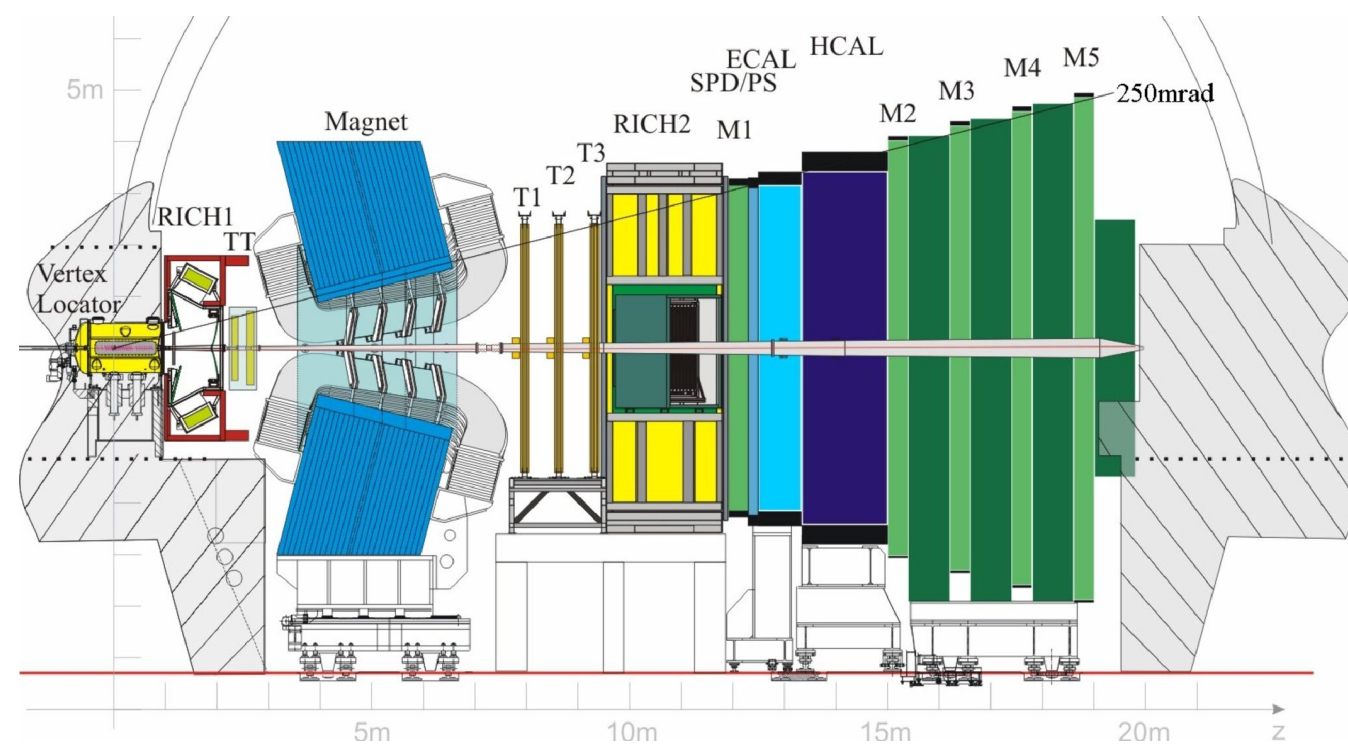 5m
Vertex
Locator
RICH1
TT
Magnet
T1
T2
T3
RICH2
M1
SPD/PS
ECAL
HCAL
M2
M3
M4
M5
250mrad
5m
10m
15m
20m
z